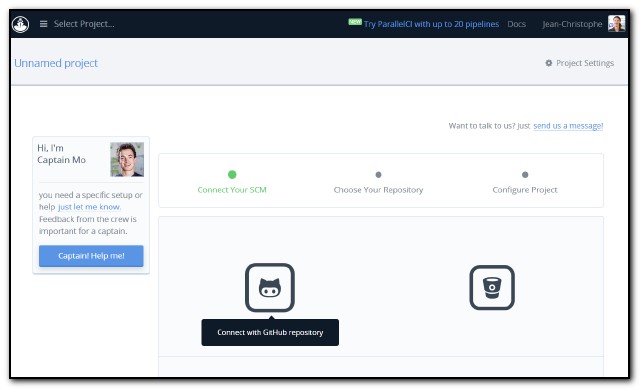 Select Project...
NEW
Try ParallelCI with up to 20 pipelines
Docs
Jean-Christophe
Unnamed project
Project Settings
Want to talk to us? Just send us a message!
Hi, I'm
Captain Mo
you need a specific setup or
help just let me know.
Feedback from the crew is
important for a captain.
Captain! Help me!
Connect Your SCM
Choose Your Repository
Configure Project
Connect with GitHub repository